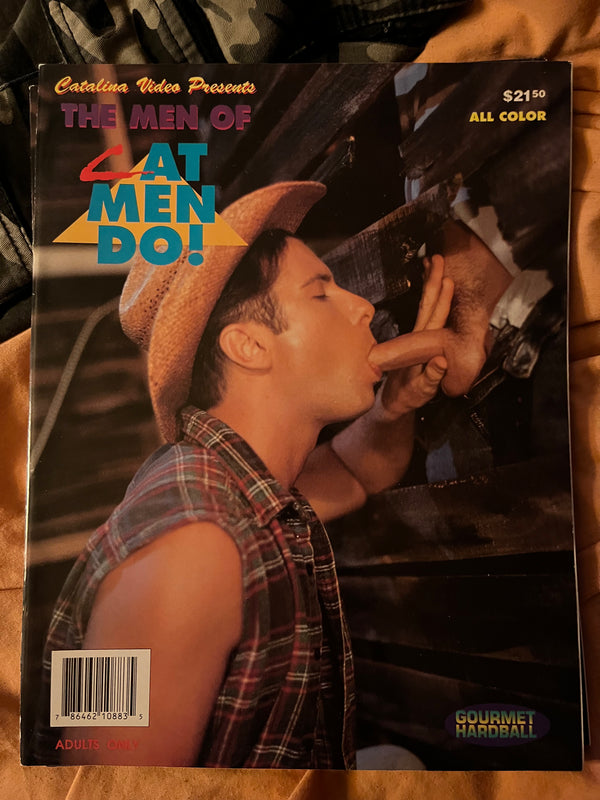 Catalina Video Presents
THE MEN OF
CAT
MEN
DO!
$21.50
ALL COLOR
7 86462 10883 5
ADULTS ONLY
GOURMET
HARDBALL